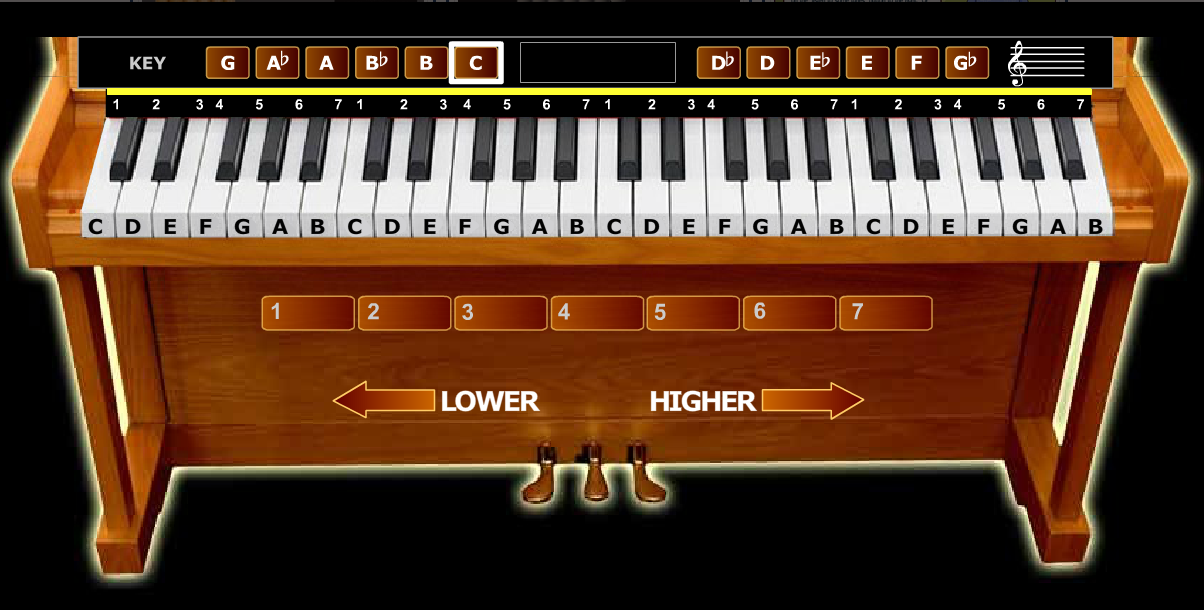 KEY G A♭ A B♭ B C D♭ D E♭ E F G♭
1 2 3 4 5 6 7 1 2 3 4 5 6 7 1 2 3 4 5 6 7 1 2 3 4 5 6 7
C D E F G A B C D E F G A B C D E F G A B C D E F G A B
1 2 3 4 5 6 7
LOWER HIGHER